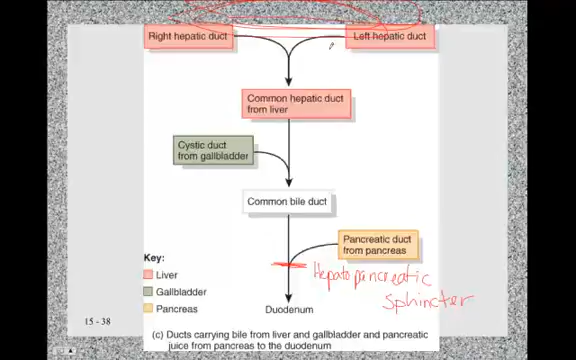 Right hepatic duct
Left hepatic duct
Common hepatic duct
from liver
Cystic duct
from gallbladder
Common bile duct
Pancreatic duct
from pancreas
Hepatopancreatic
Sphincter
Key:
Liver
Gallbladder
Pancreas
Duodenum
15 - 38
(c) Ducts carrying bile from liver and gallbladder and pancreatic
juice from pancreas to the duodenum